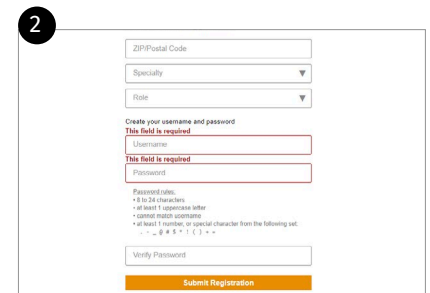 2
ZIP/Postal Code
Specialty
Role
Create your username and password
This field is required
Username
This field is required
Password
Password rules:
• 8 to 24 characters
• at least 1 uppercase letter
• cannot match username
• at least 1 number, or special character from the following set.
Verify Password
Submit Registration